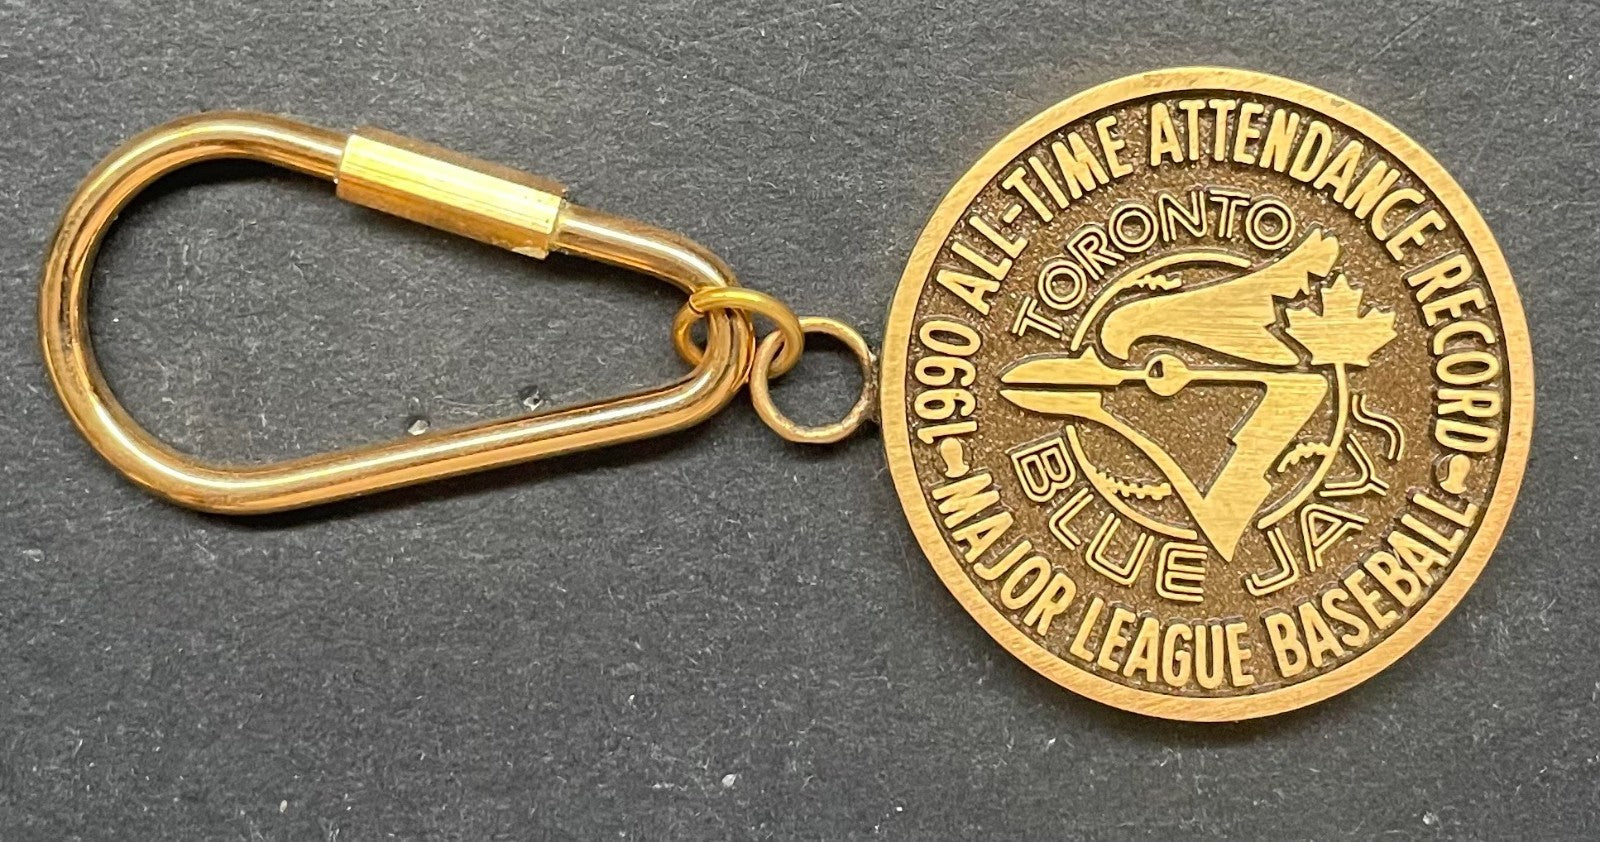 1990 ALL-TIME ATTENDANCE RECORD
MAJOR LEAGUE BASEBALL
TORONTO
BLUE JAYS